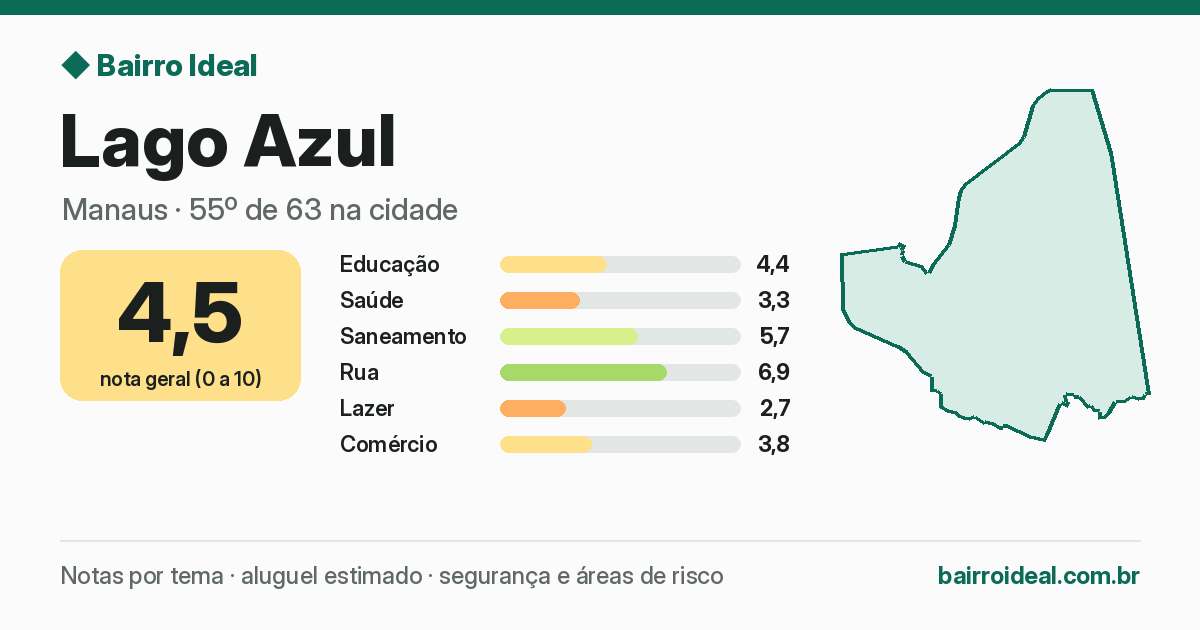 Bairro Ideal
Lago Azul
Manaus · 55º de 63 na cidade
4,5
nota geral (0 a 10)
Educação 4,4
Saúde 3,3
Saneamento 5,7
Rua 6,9
Lazer 2,7
Comércio 3,8
Notas por tema · aluguel estimado · segurança e áreas de risco
bairroideal.com.br